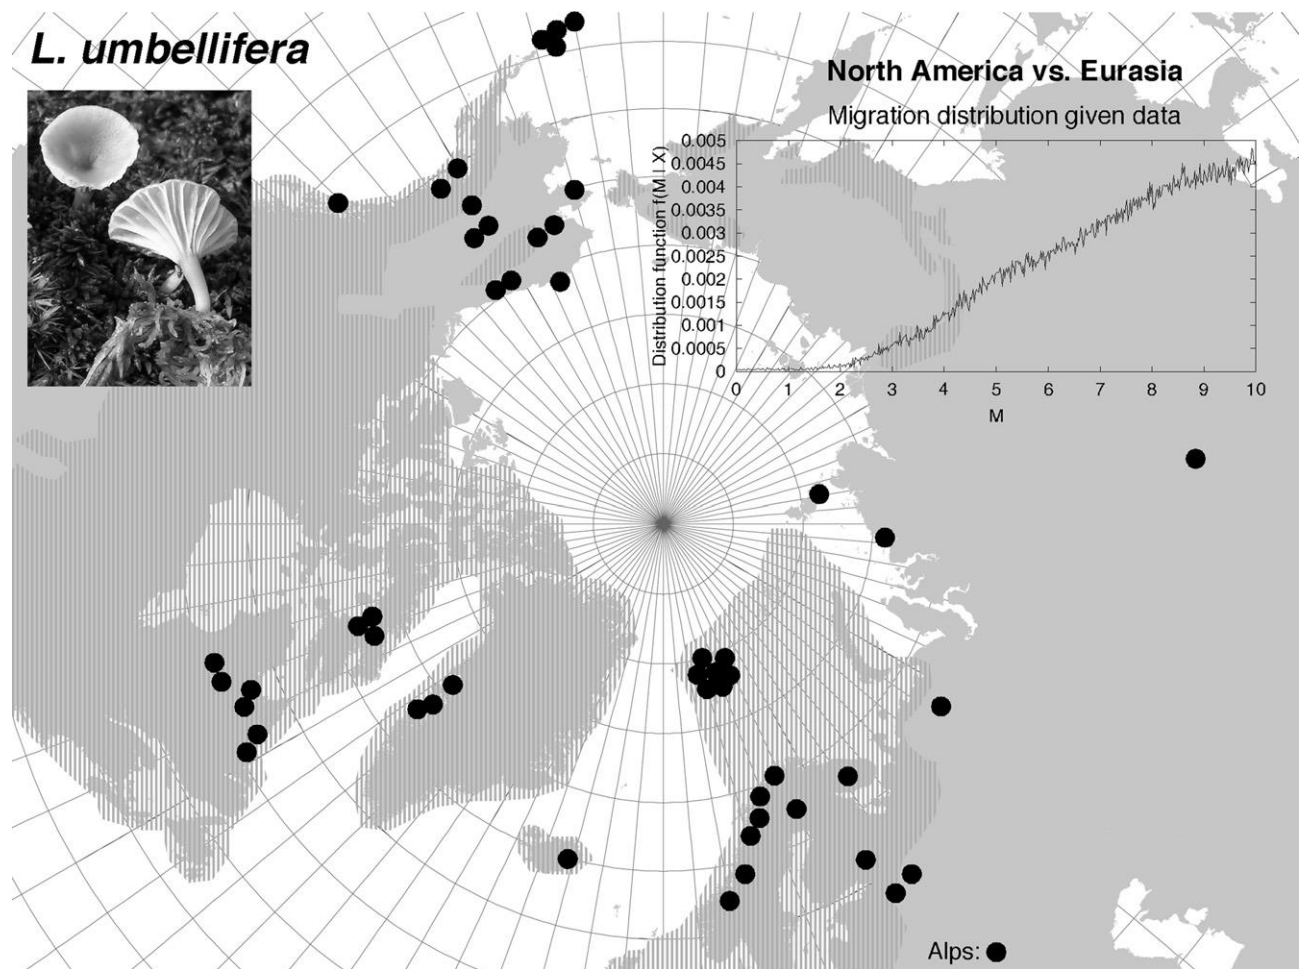 L. umbellifera
North America vs. Eurasia
Migration distribution given data
Distribution function f(M | X)
0.005
0.0045
0.004
0.0035
0.003
0.0025
0.002
0.0015
0.001
0.0005
0
0 1 2 3 4 5 6 7 8 9 10
M
Alps: